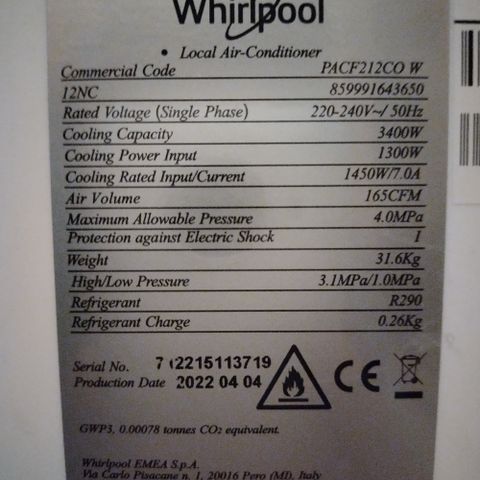 Whirlpool
• Local Air-Conditioner
Commercial Code PACF212CO W
12NC 859991643650
Rated Voltage (Single Phase) 220-240V~/ 50Hz
Cooling Capacity 3400W
Cooling Power Input 1300W
Cooling Rated Input/Current 1450W/7.0A
Air Volume 165CFM
Maximum Allowable Pressure 4.0MPa
Protection against Electric Shock I
Weight 31.6Kg
High/Low Pressure 3.1MPa/1.0MPa
Refrigerant R290
Refrigerant Charge 0.26Kg
Serial No.
Production Date 2022 04 04
CE
GWP3, 0.00078 tonnes CO₂ equivalent.
Whirlpool EMEA S.p.A.
Via Carlo Pisacane n. 1, 20016 Pero (MI), Italy